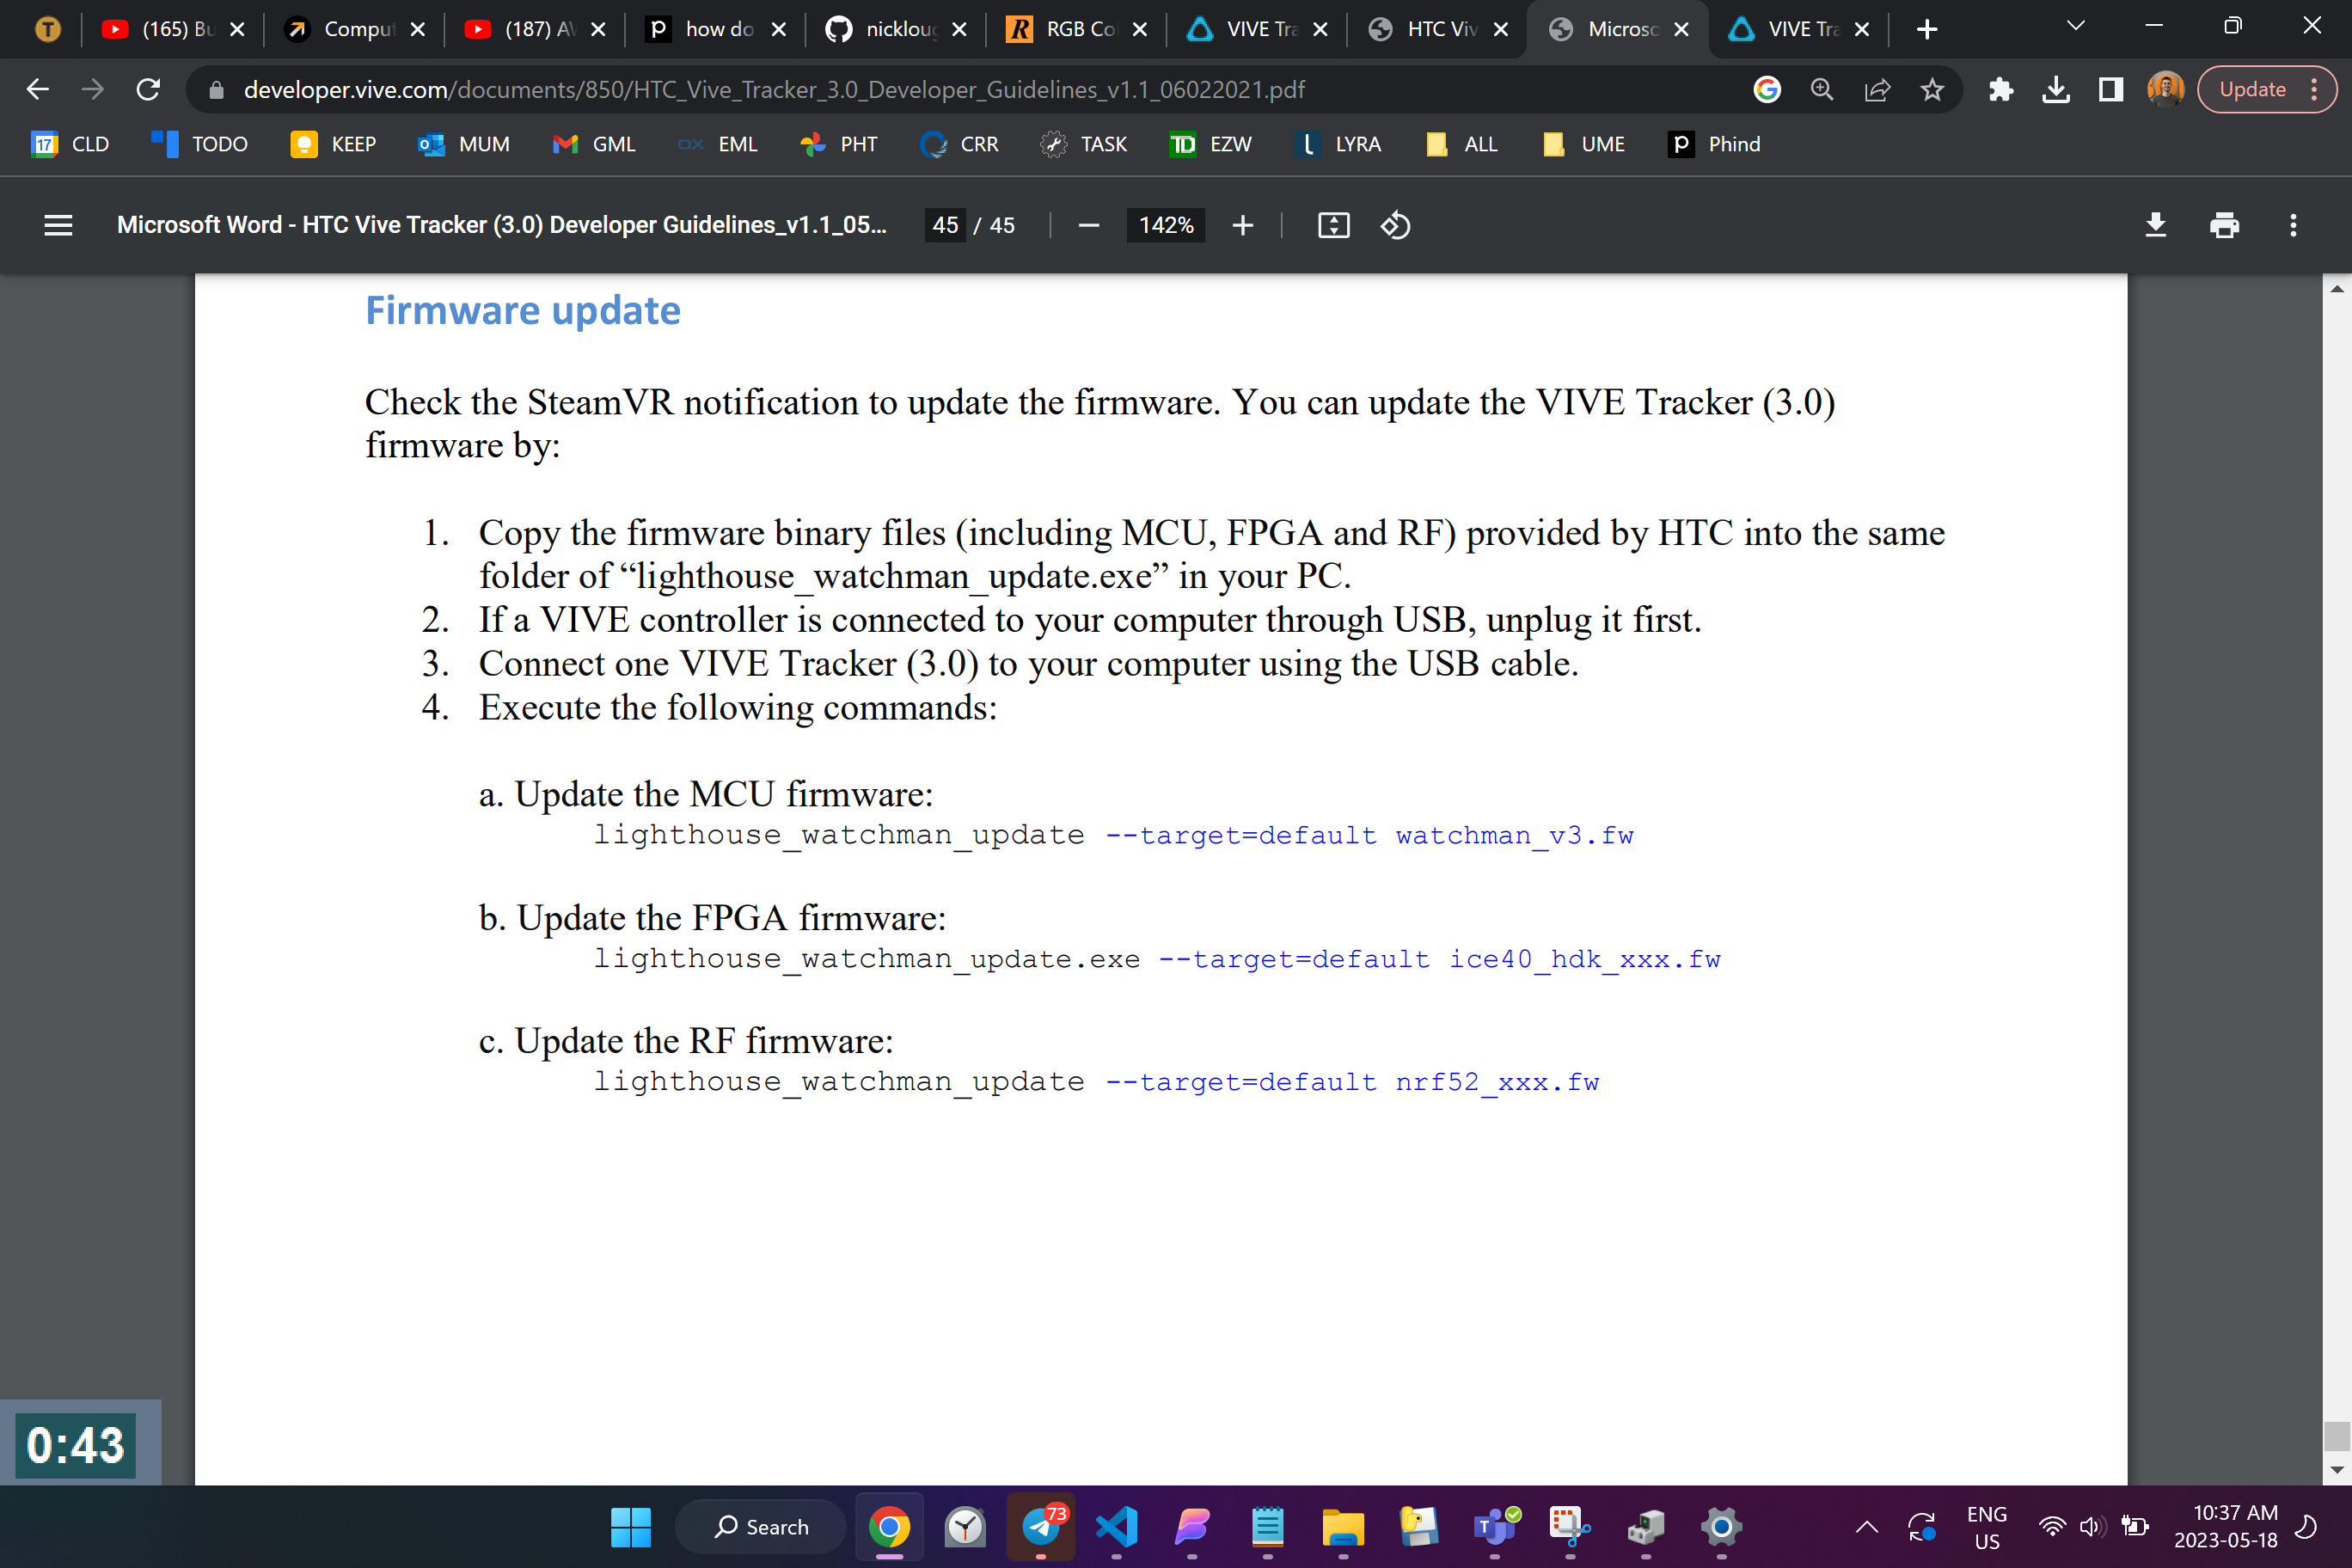 (165) Bu
Comput
(187) A
how do
nicklou
RGB Co
VIVE Tra
HTC Viv
Microso
VIVE Tra
developer.vive.com/documents/850/HTC_Vive_Tracker_3.0_Developer_Guidelines_v1.1_06022021.pdf
Update
17 CLD TODO KEEP MUM GML EML PHT CRR TASK TD EZW LYRA ALL UME Phind
Microsoft Word - HTC Vive Tracker (3.0) Developer Guidelines_v1.1_05... 45 / 45 142%
Firmware update
Check the SteamVR notification to update the firmware. You can update the VIVE Tracker (3.0)
firmware by:
1. Copy the firmware binary files (including MCU, FPGA and RF) provided by HTC into the same
folder of “lighthouse_watchman_update.exe” in your PC.
2. If a VIVE controller is connected to your computer through USB, unplug it first.
3. Connect one VIVE Tracker (3.0) to your computer using the USB cable.
4. Execute the following commands:
a. Update the MCU firmware:
lighthouse_watchman_update --target=default watchman_v3.fw
b. Update the FPGA firmware:
lighthouse_watchman_update.exe --target=default ice40_hdk_xxx.fw
c. Update the RF firmware:
lighthouse_watchman_update --target=default nrf52_xxx.fw
0:43
Search
73
ENG
US
10:37 AM
2023-05-18